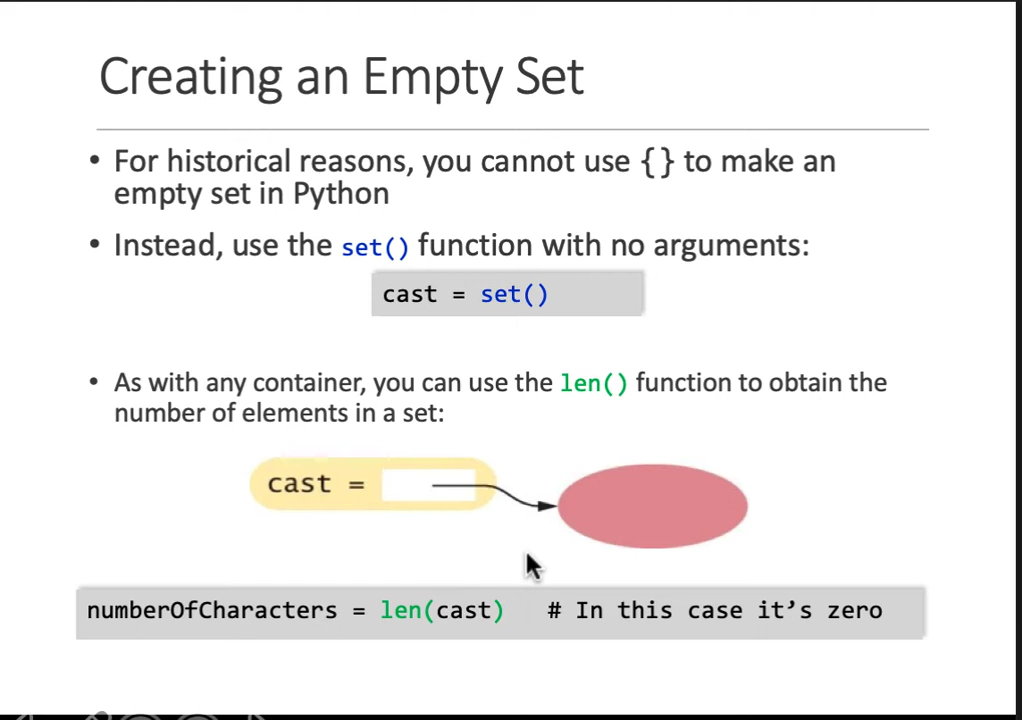 Creating an Empty Set
• For historical reasons, you cannot use {} to make an
empty set in Python
• Instead, use the set() function with no arguments:
cast = set()
• As with any container, you can use the len() function to obtain the
number of elements in a set:
cast =
numberOfCharacters = len(cast)   # In this case it’s zero